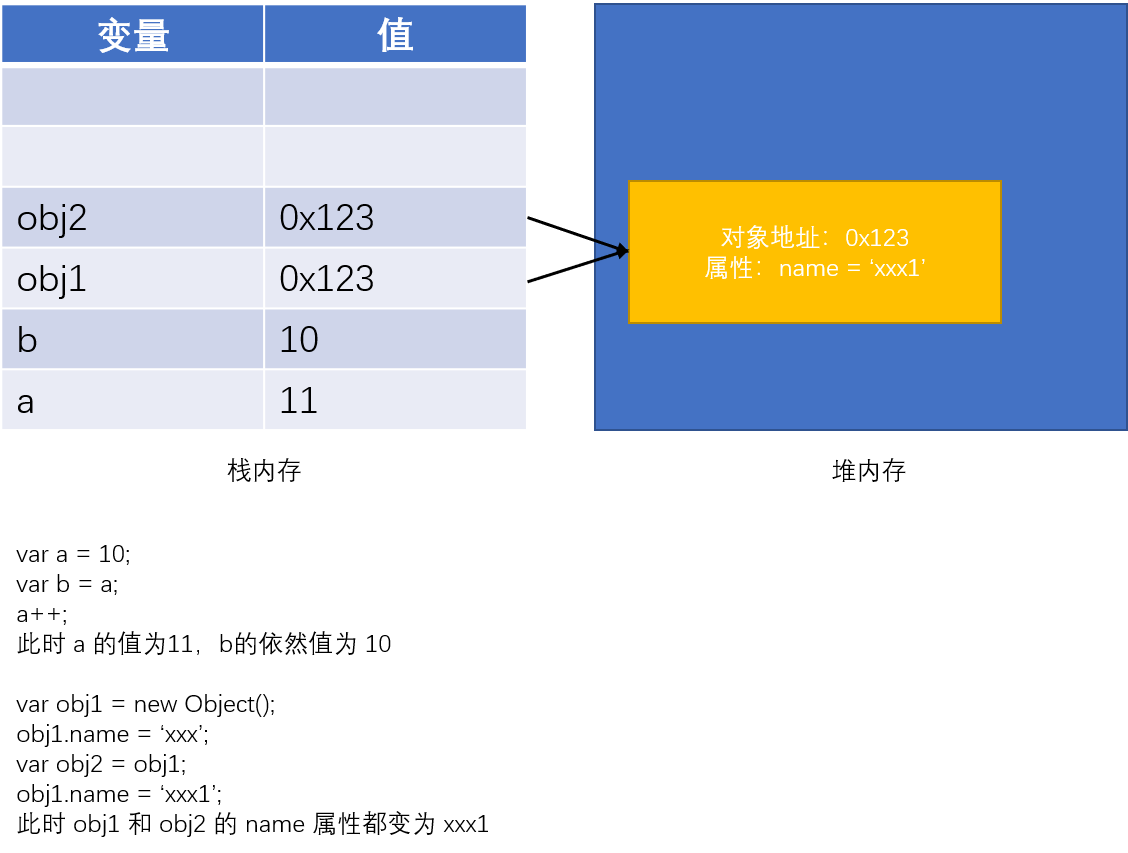 变量 值
obj2 0x123
obj1 0x123
b 10
a 11
对象地址：0x123
属性：name = ‘xxx1’
栈内存
堆内存
var a = 10;
var b = a;
a++;
此时 a 的值为11，b的依然值为 10
var obj1 = new Object();
obj1.name = ‘xxx’;
var obj2 = obj1;
obj1.name = ‘xxx1’;
此时 obj1 和 obj2 的 name 属性都变为 xxx1